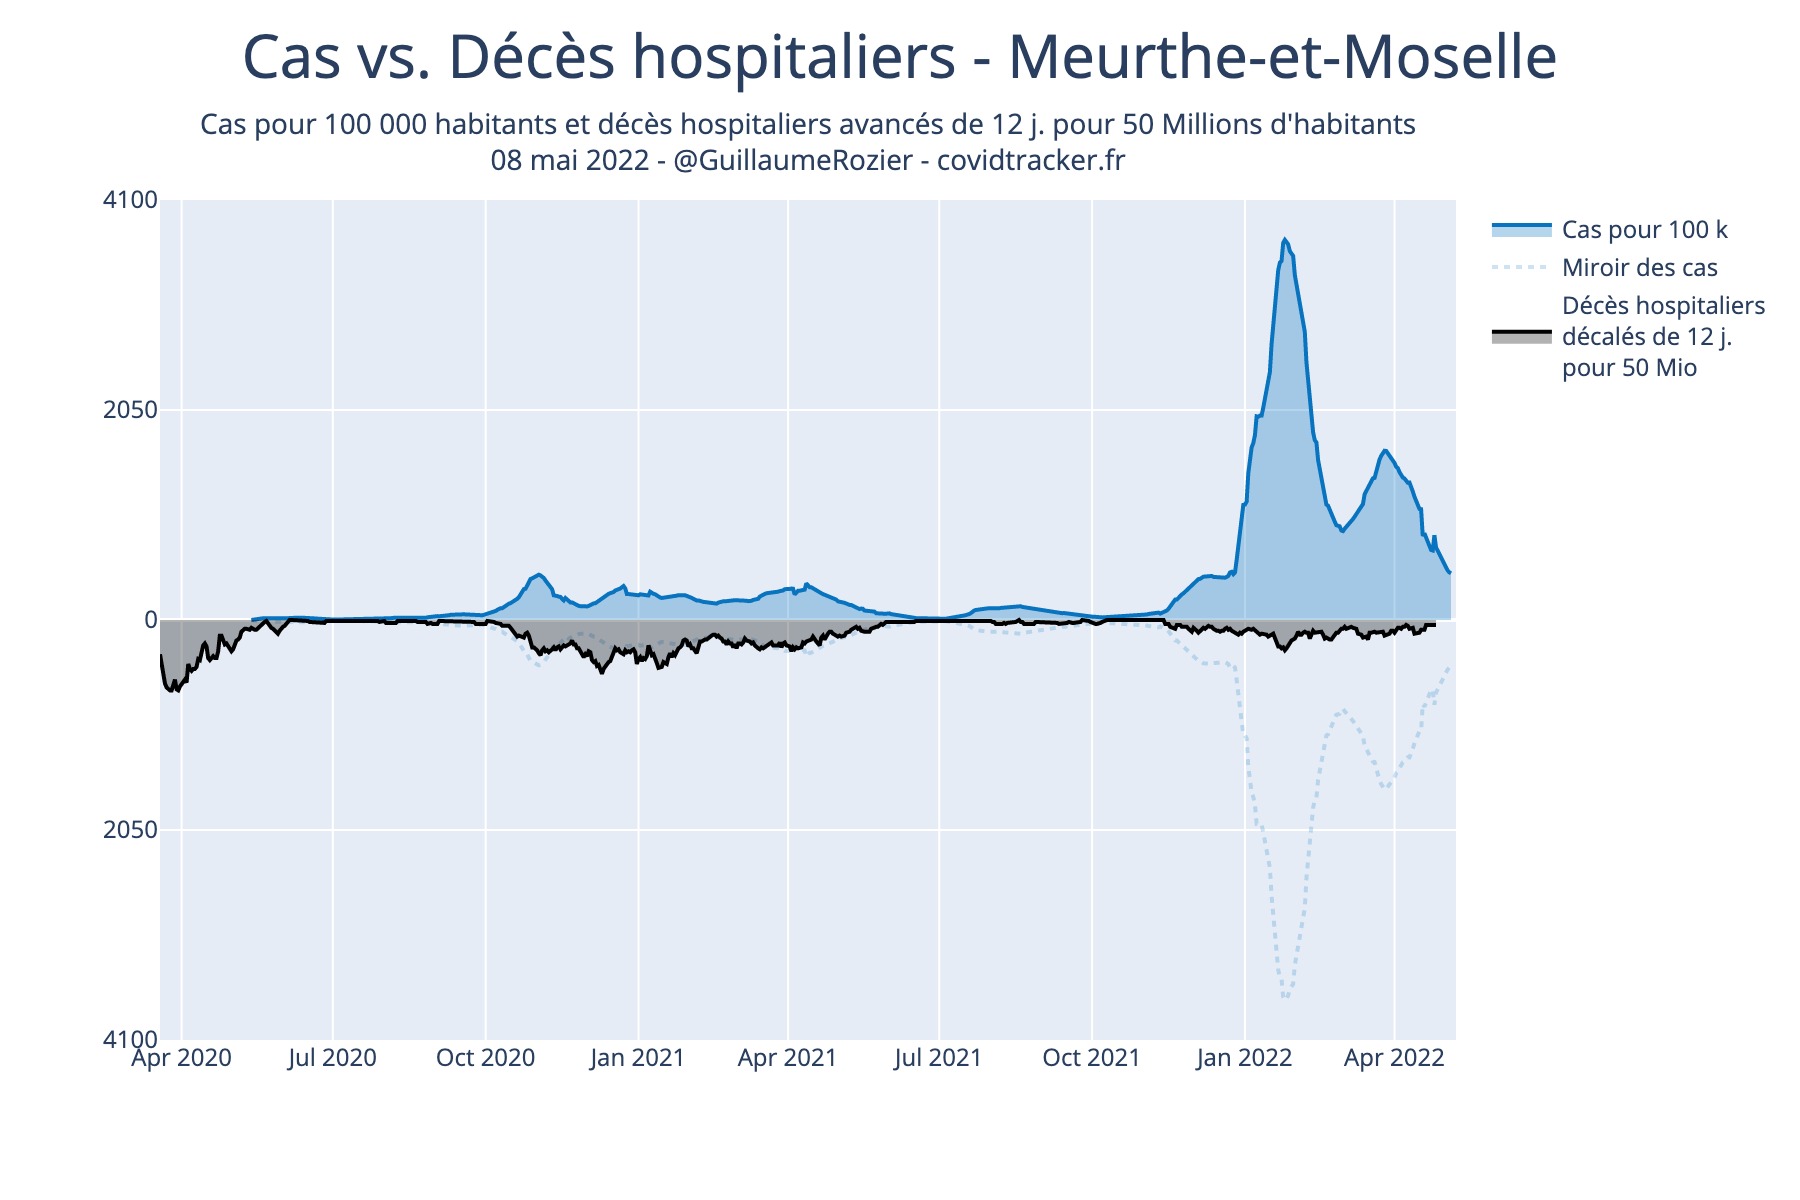 Cas vs. Décès hospitaliers - Meurthe-et-Moselle
Cas pour 100 000 habitants et décès hospitaliers avancés de 12 j. pour 50 Millions d'habitants
08 mai 2022 - @GuillaumeRozier - covidtracker.fr
4100
2050
0
2050
4100
Apr 2020 Jul 2020 Oct 2020 Jan 2021 Apr 2021 Jul 2021 Oct 2021 Jan 2022 Apr 2022
Cas pour 100 k
Miroir des cas
Décès hospitaliers
décalés de 12 j.
pour 50 Mio